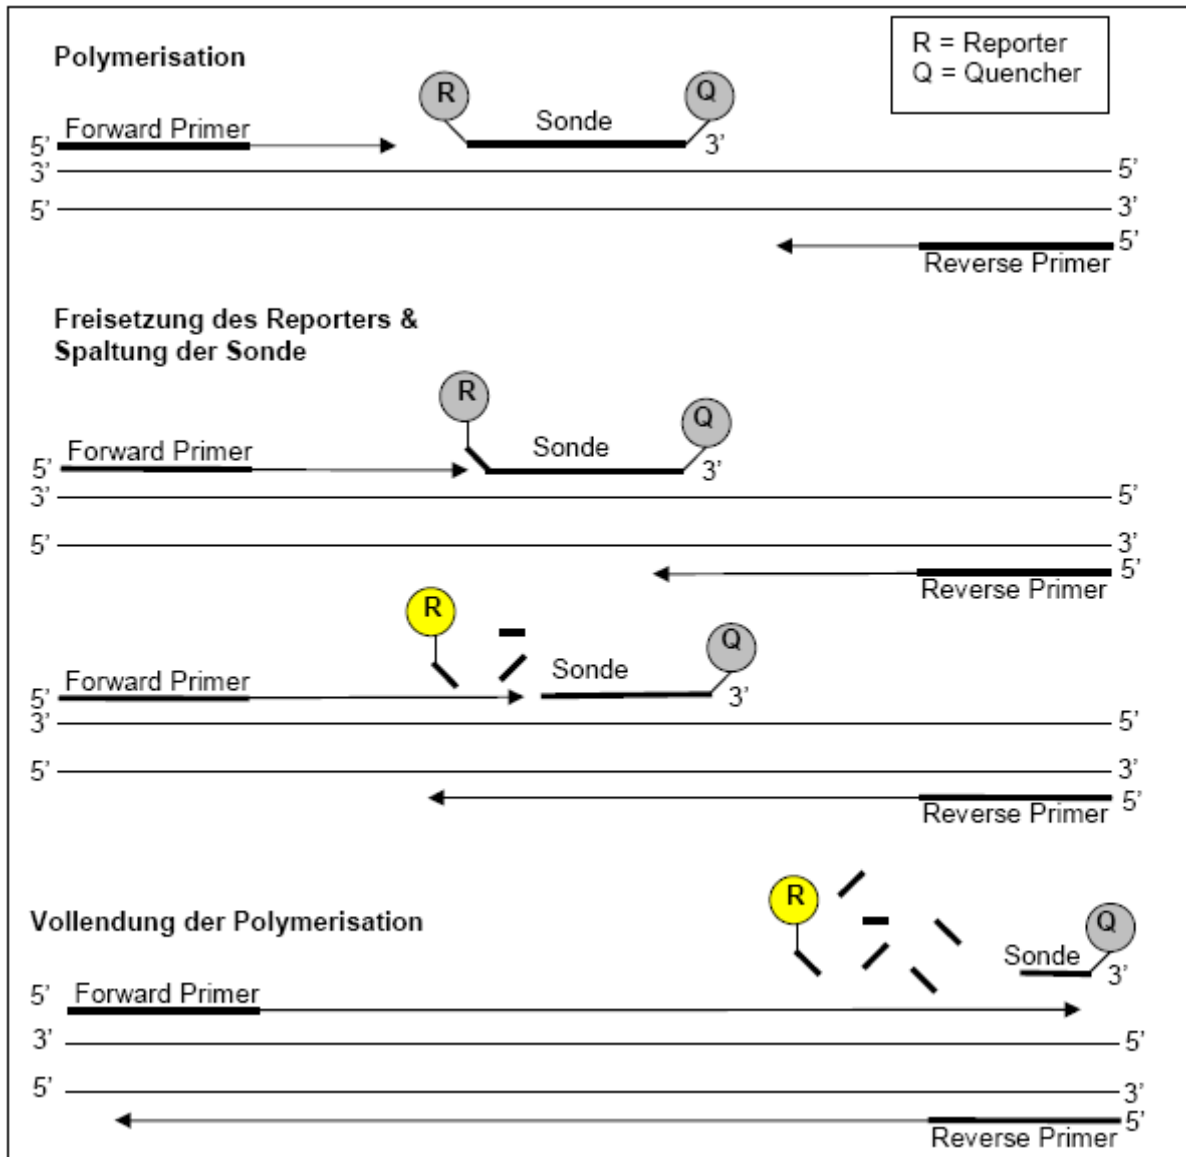 R = Reporter
Q = Quencher
Polymerisation
R
Q
Forward Primer
Sonde
5' 3'
3' 5'
5' 3'
5'
Reverse Primer
Freisetzung des Reporters &
Spaltung der Sonde
R
Q
Forward Primer
Sonde
5' 3'
3' 5'
5' 3'
5'
Reverse Primer
R
Q
Forward Primer
Sonde
5' 3'
3' 5'
5' 3'
5'
Reverse Primer
R
Vollendung der Polymerisation
Q
Sonde
3'
5' Forward Primer
3' 5'
5' 3'
5'
Reverse Primer